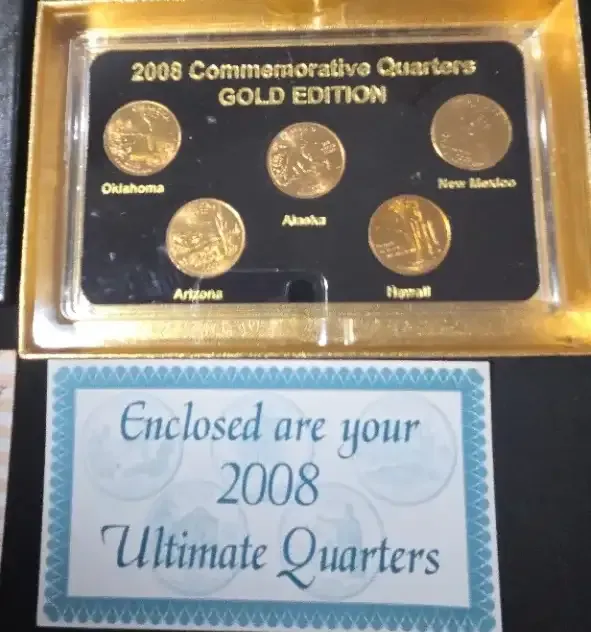 2008 Commemorative Quarters
GOLD EDITION
Oklahoma
Alaska
New Mexico
Arizona
Hawaii
Enclosed are your
2008
Ultimate Quarters